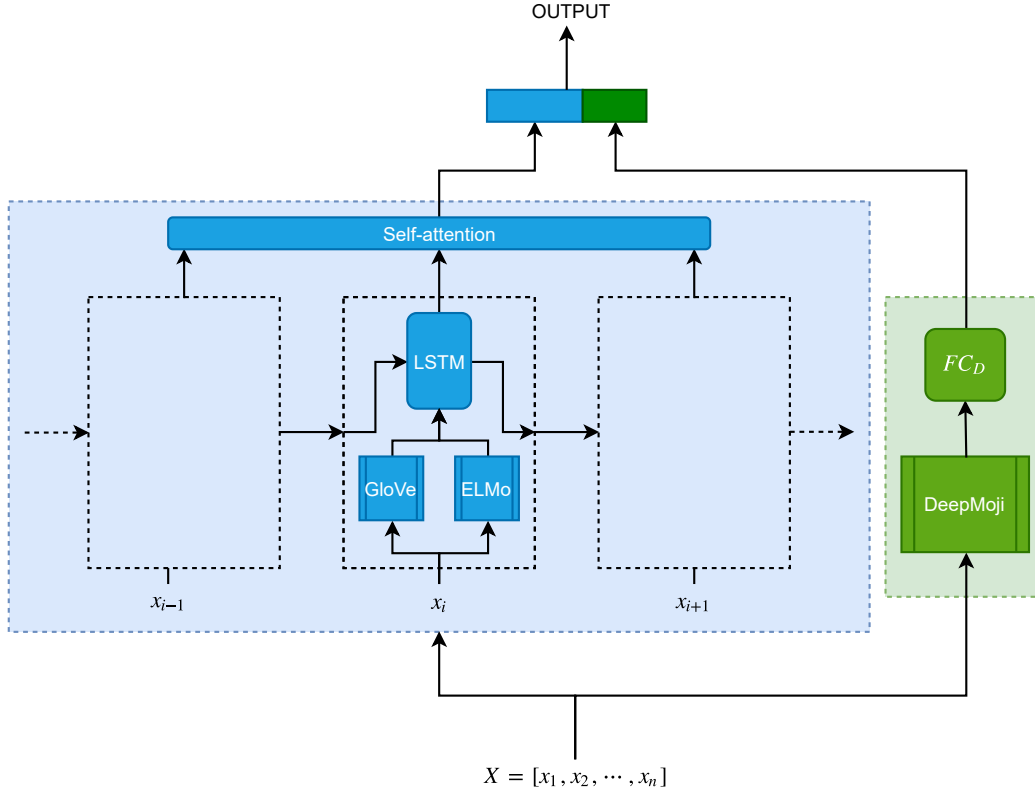 OUTPUT
Self-attention
LSTM
FC_D
GloVe
ELMo
DeepMoji
x_{i−1}
x_i
x_{i+1}
X = [x_1, x_2, ⋯, x_n]